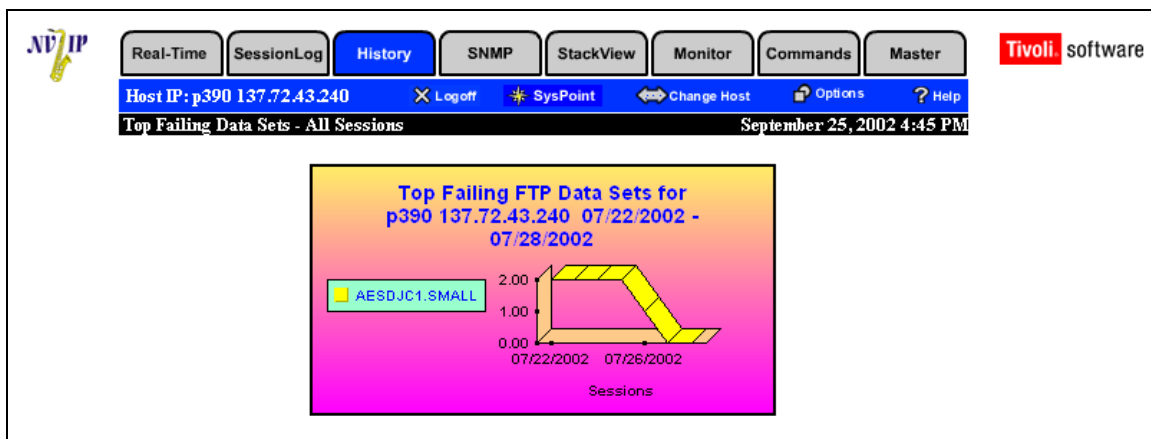 NV IP
Real-Time SessionLog History SNMP StackView Monitor Commands Master
Tivoli. software
Host IP: p390 137.72.43.240 Logoff SysPoint Change Host Options ? Help
Top Failing Data Sets - All Sessions September 25, 2002 4:45 PM
Top Failing FTP Data Sets for
p390 137.72.43.240 07/22/2002 -
07/28/2002
AESDJC1.SMALL
2.00
1.00
0.00
07/22/2002 07/26/2002
Sessions